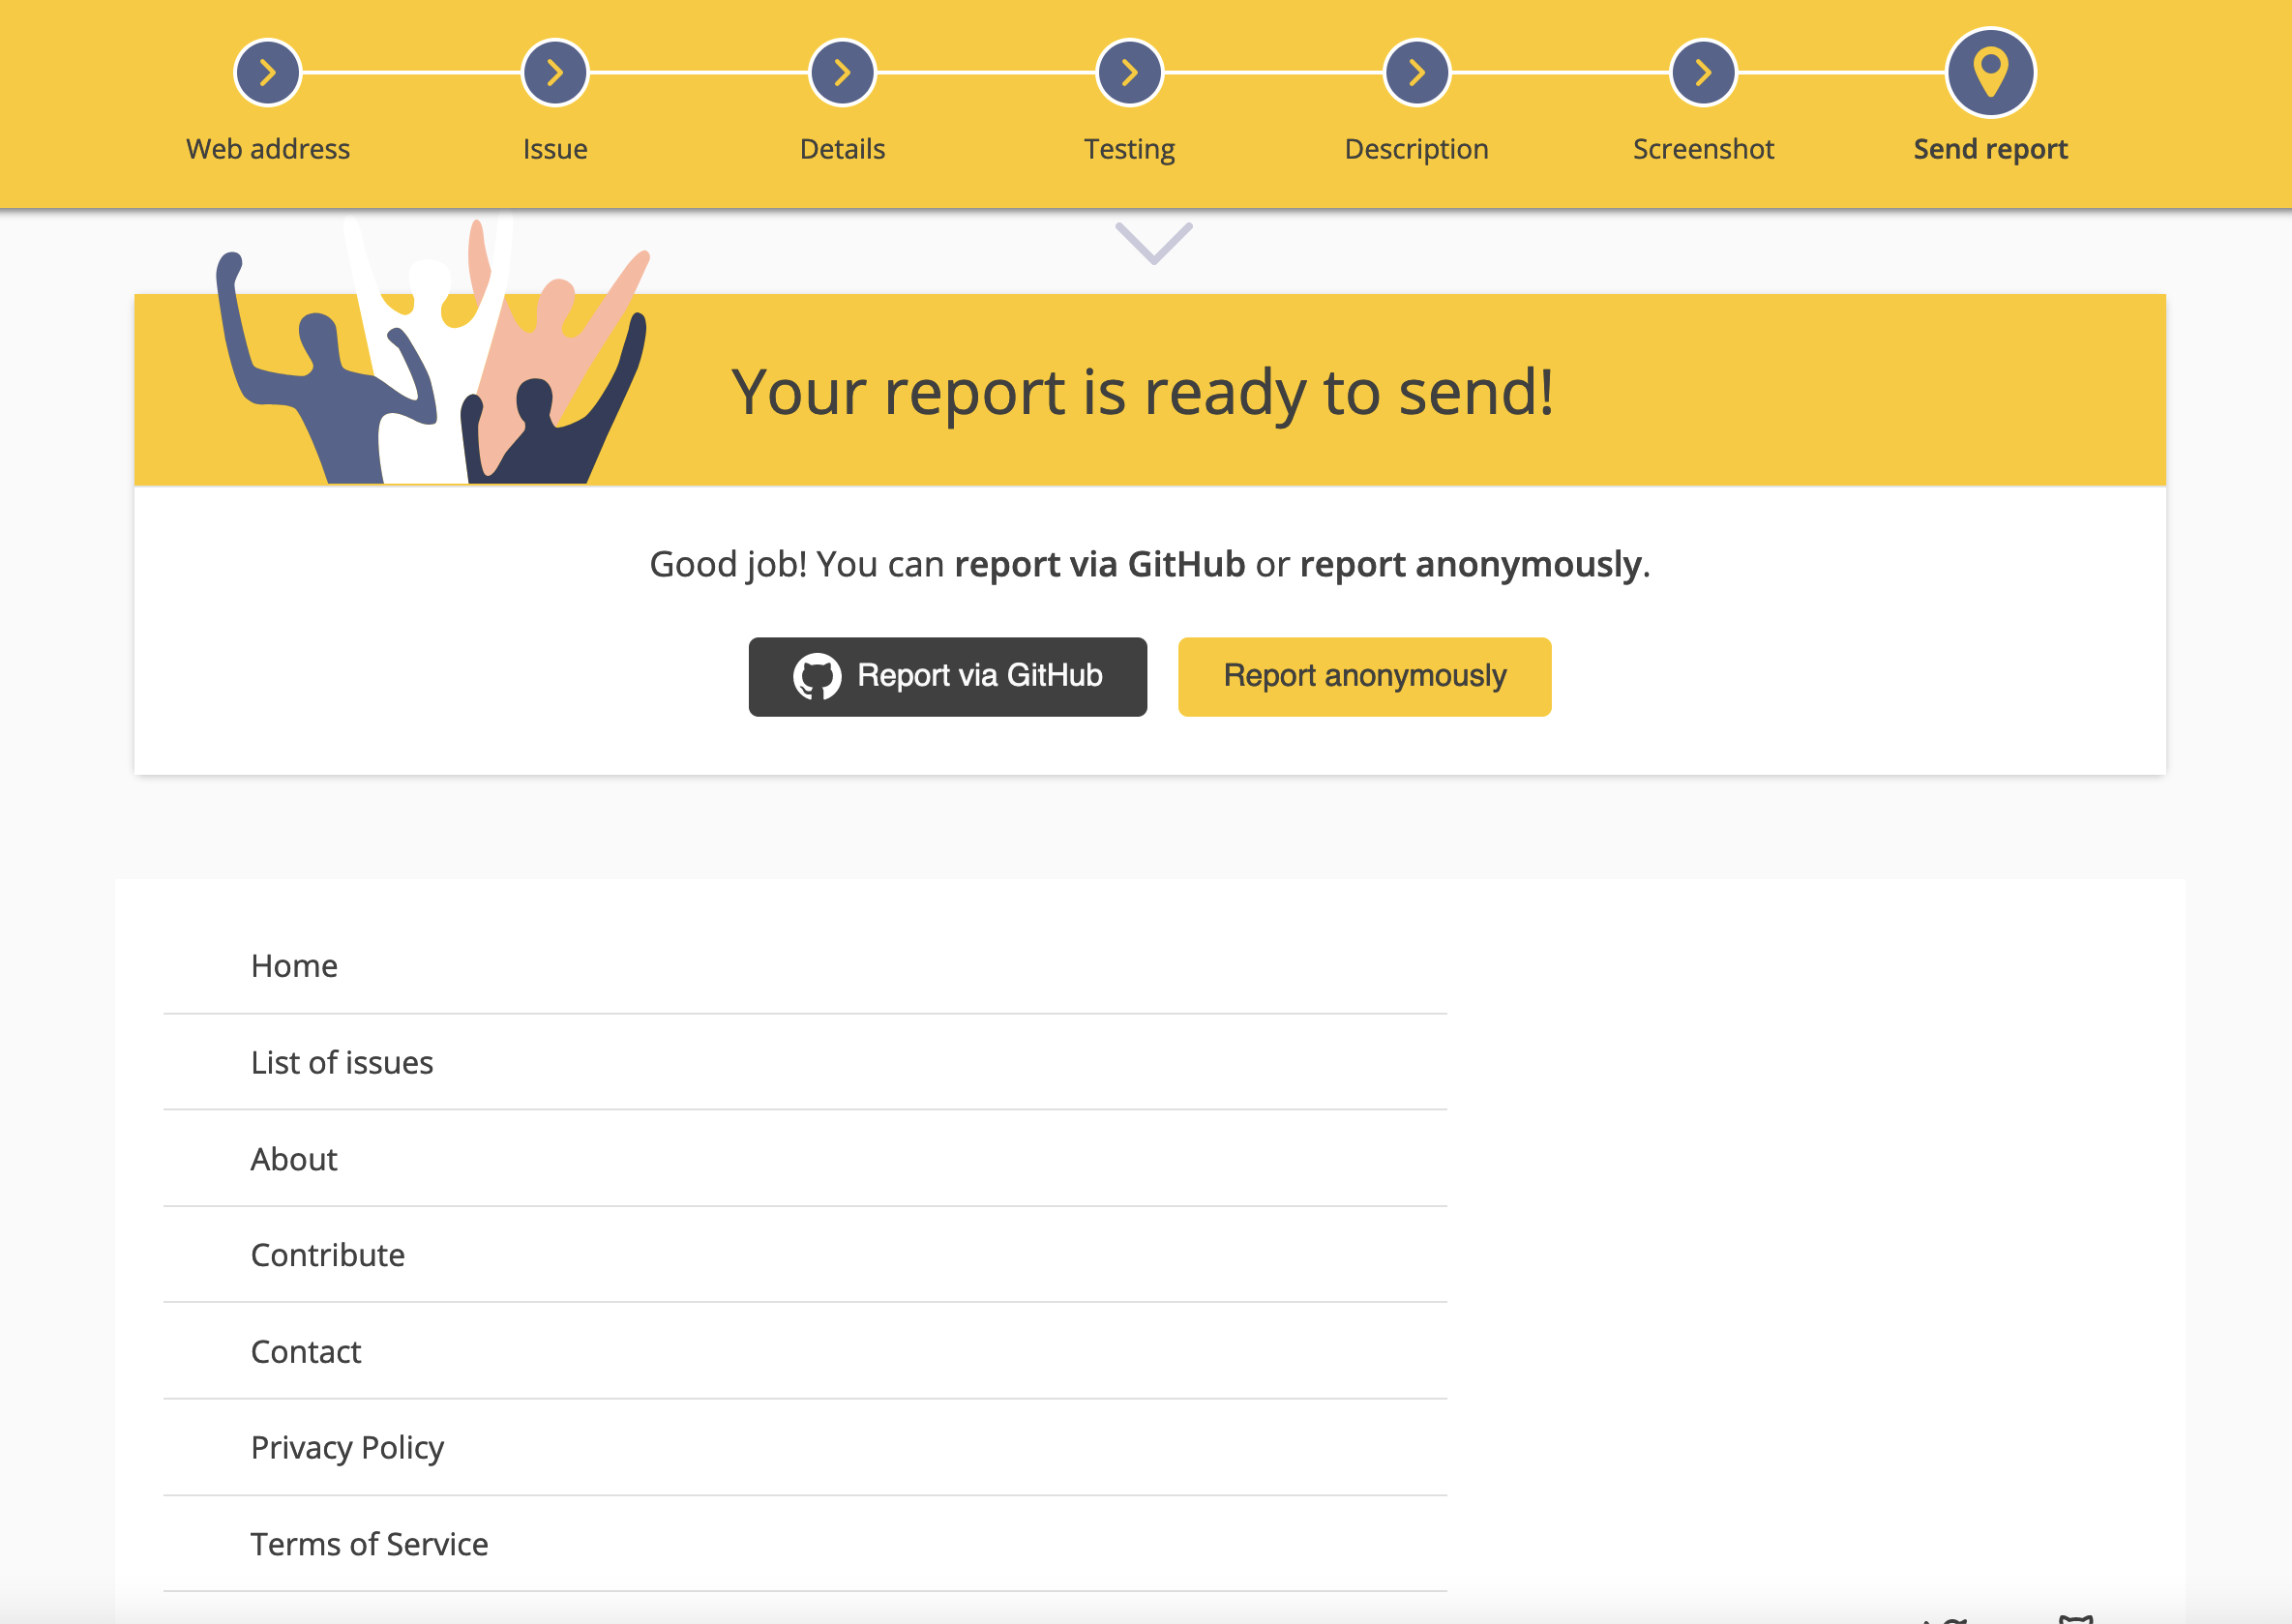 Web address
Issue
Details
Testing
Description
Screenshot
Send report
Your report is ready to send!
Good job! You can report via GitHub or report anonymously.
Report via GitHub
Report anonymously
Home
List of issues
About
Contribute
Contact
Privacy Policy
Terms of Service